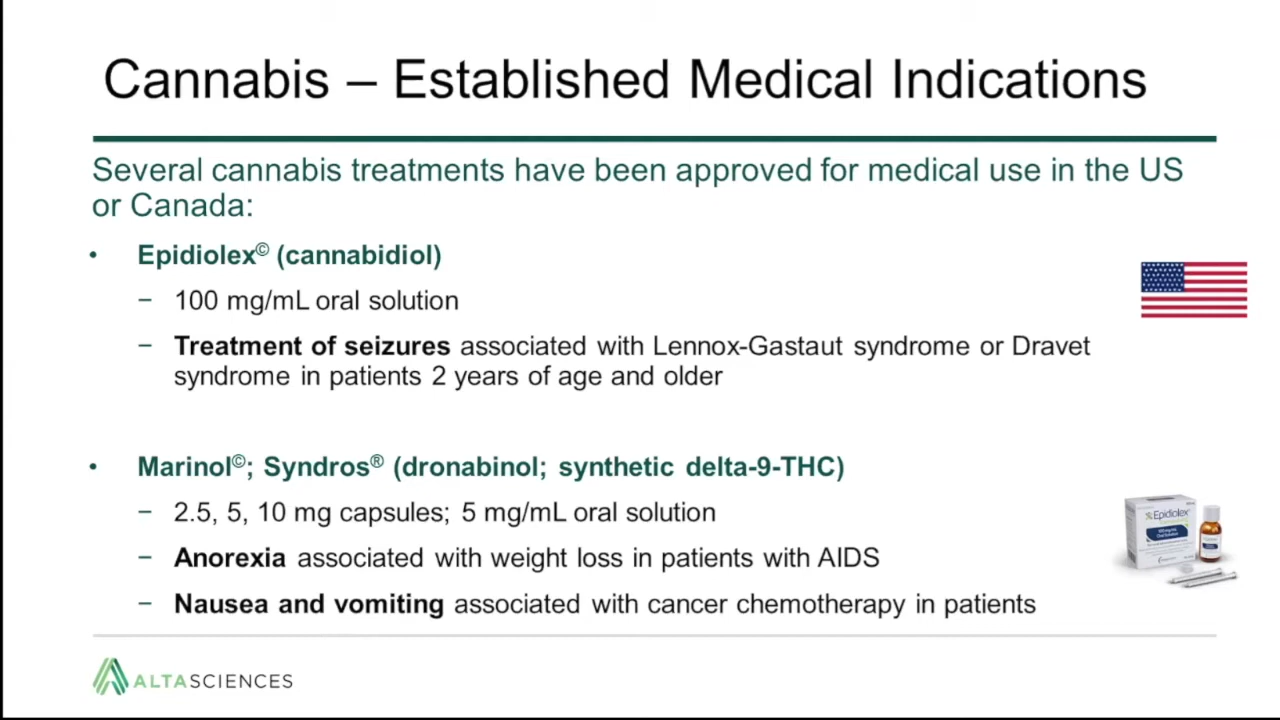 Cannabis – Established Medical Indications
Several cannabis treatments have been approved for medical use in the US
or Canada:
• Epidiolex© (cannabidiol)
− 100 mg/mL oral solution
− Treatment of seizures associated with Lennox-Gastaut syndrome or Dravet
syndrome in patients 2 years of age and older
• Marinol©; Syndros® (dronabinol; synthetic delta-9-THC)
− 2.5, 5, 10 mg capsules; 5 mg/mL oral solution
− Anorexia associated with weight loss in patients with AIDS
Epidiolex
− Nausea and vomiting associated with cancer chemotherapy in patients
ALTASCIENCES